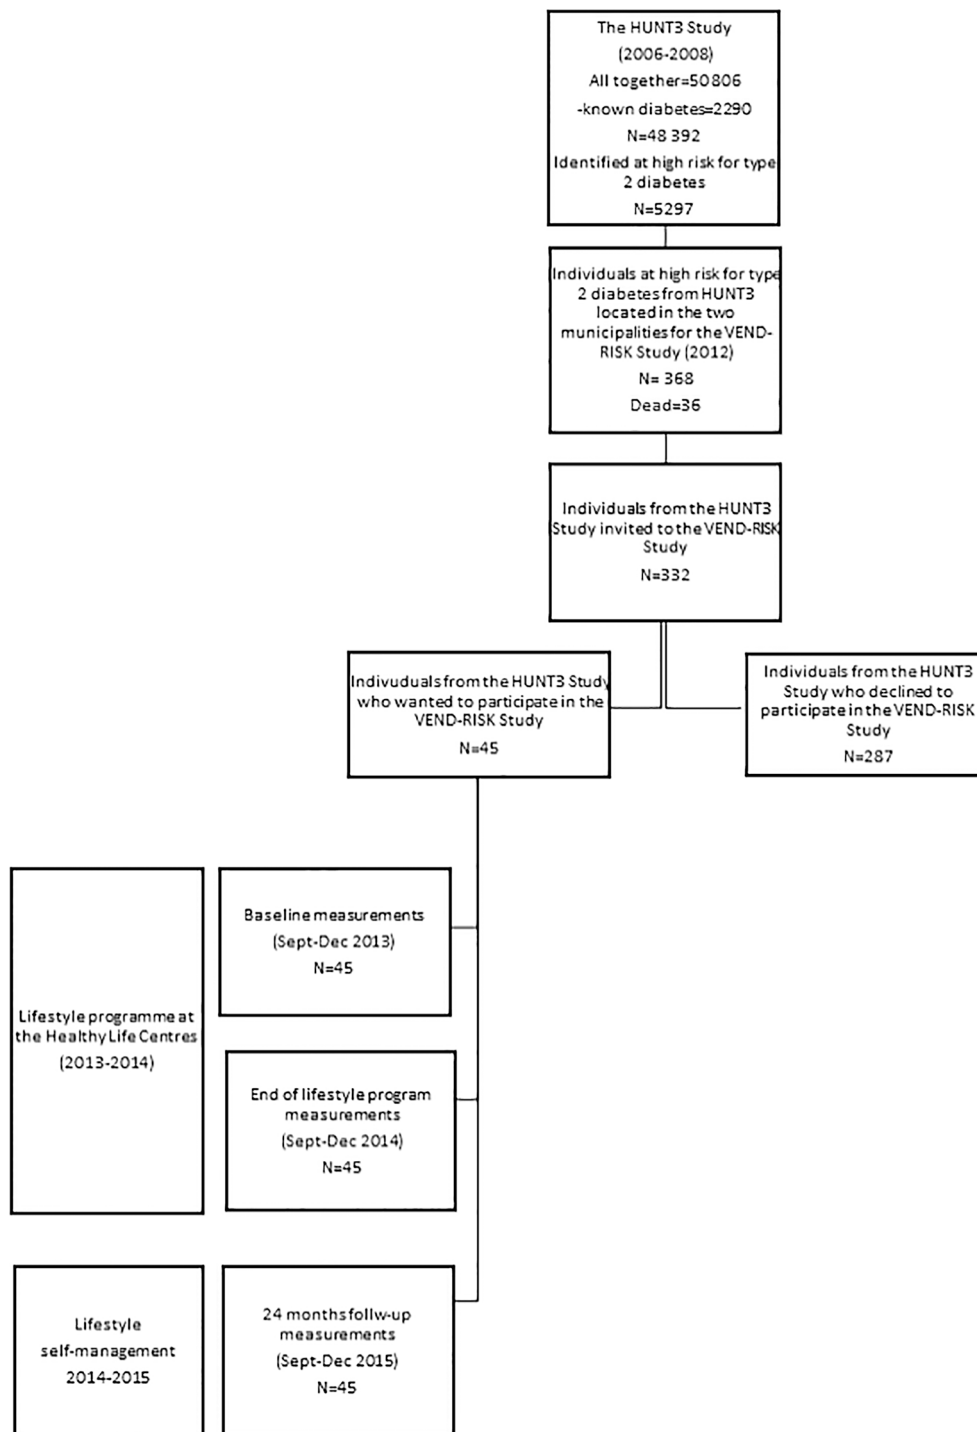 The HUNT3 Study
(2006-2008)
All together=50806
-known diabetes=2290
N=48 392
Identified at high risk for type
2 diabetes
N=5297
Individuals at high risk for type
2 diabetes from HUNT3
located in the two
municipalities for the VEND-
RISK Study (2012)
N= 368
Dead=36
Individuals from the HUNT3
Study invited to the VEND-RISK
Study
N=332
Indivuduals from the HUNT3 Study
who wanted to participate in the
VEND-RISK Study
N=45
Individuals from the HUNT3
Study who declined to
participate in the VEND-RISK
Study
N=287
Lifestyle programme at
the Healthy Life Centres
(2013-2014)
Baseline measurements
(Sept-Dec 2013)
N=45
End of lifestyle program
measurements
(Sept-Dec 2014)
N=45
Lifestyle
self-management
2014-2015
24 months follw-up
measurements
(Sept-Dec 2015)
N=45